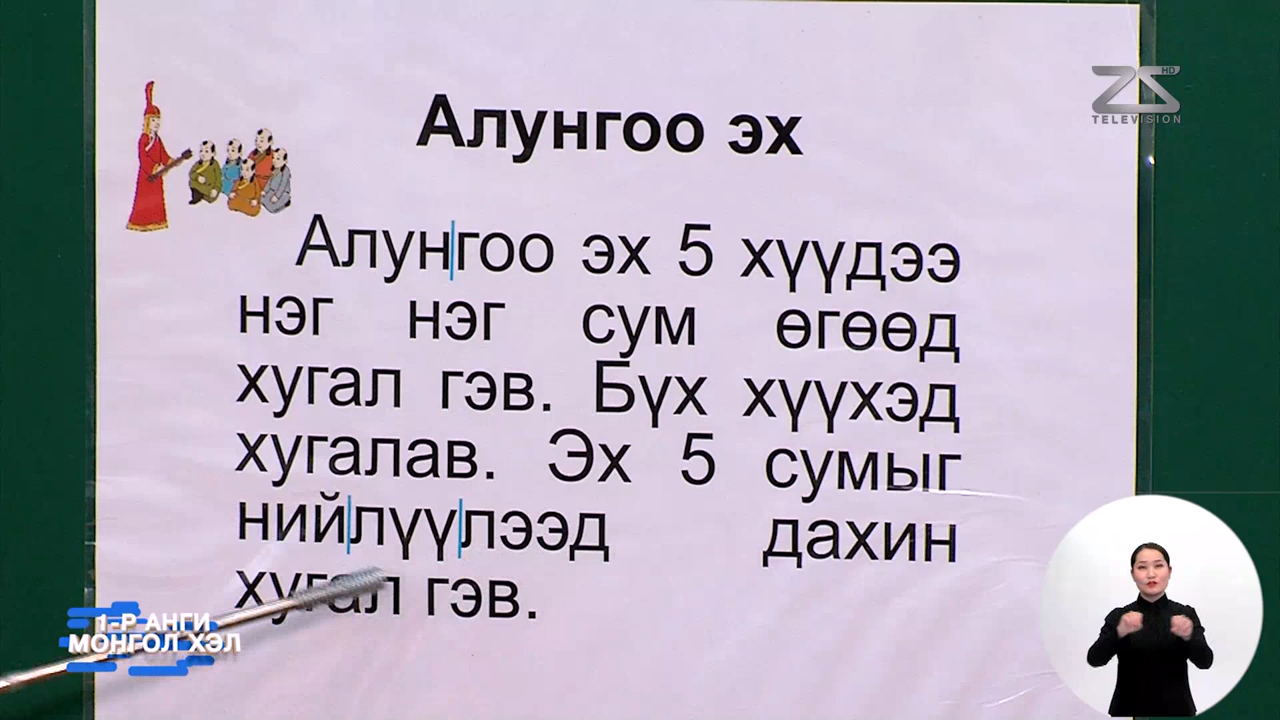 Алунгоо эх
Алунгоо эх 5 хүүдээ
нэг нэг сум өгөөд
хугал гэв. Бүх хүүхэд
хугалав. Эх 5 сумыг
нийлүүлээд дахин
хугал гэв.
ZS HD
TELEVISION
1-Р АНГИ
МОНГОЛ ХЭЛ